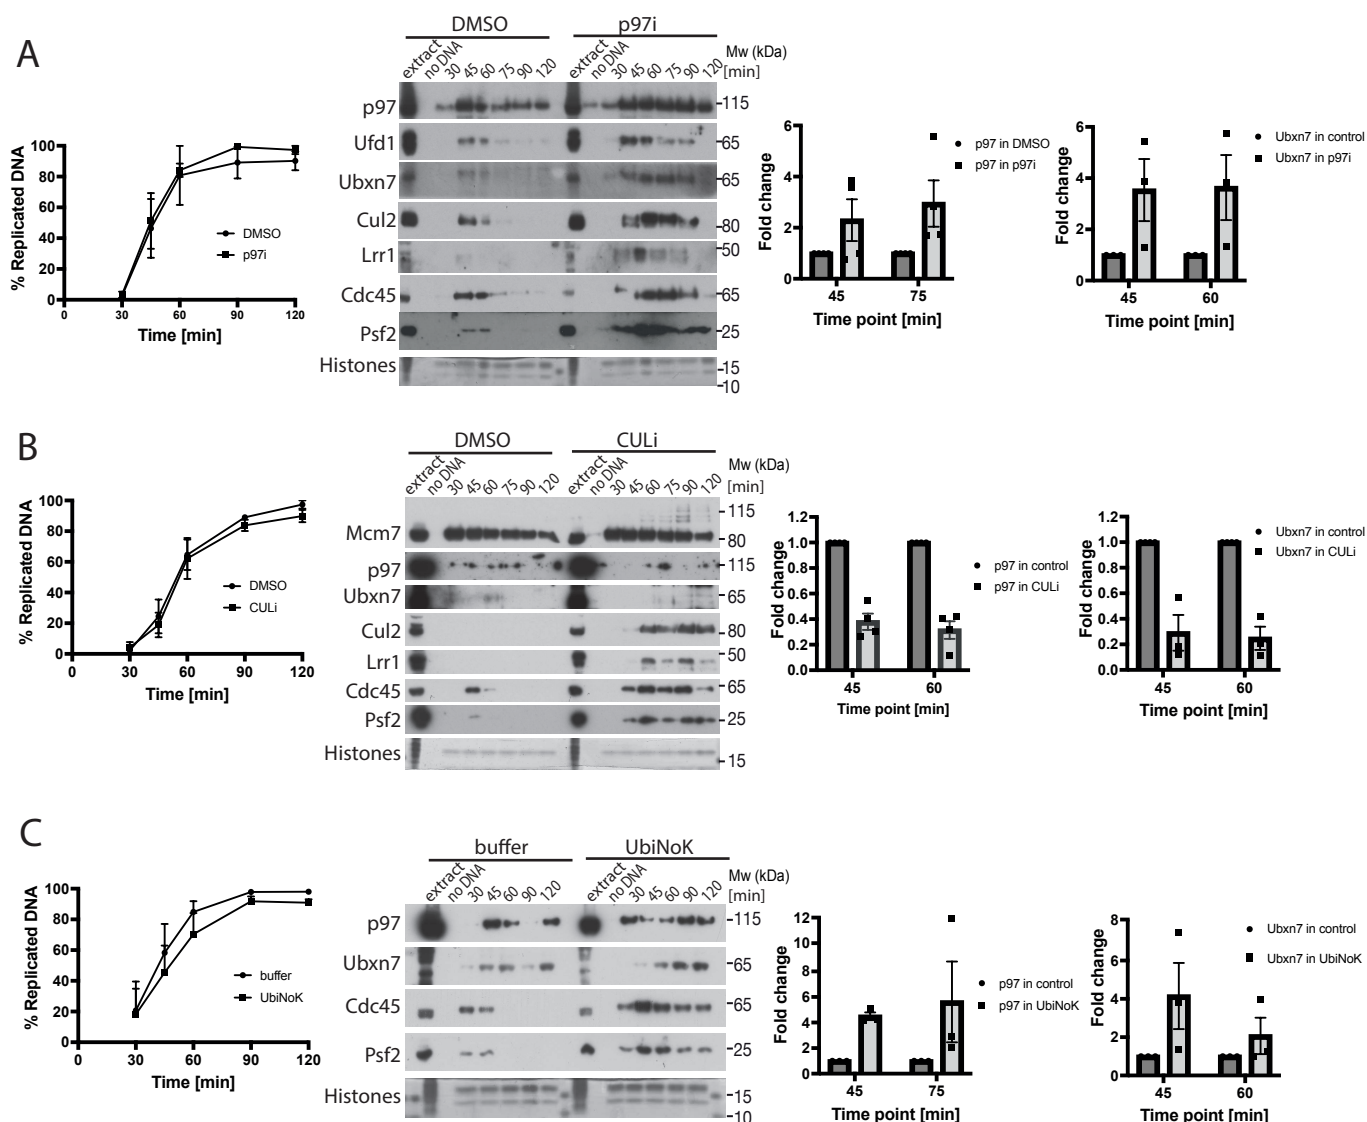 A
DMSO
p97i
extract
no DNA
30
45
60
75
90
120
extract
no DNA
30
45
60
75
90
120
Mw (kDa)
[min]
p97
115
Ufd1
65
Ubxn7
65
Cul2
80
Lrr1
50
Cdc45
65
Psf2
25
Histones
15
10
% Replicated DNA
100
80
60
40
20
0
0
30
60
90
120
Time [min]
DMSO
p97i
Fold change
6
4
2
0
45
75
Time point [min]
p97 in DMSO
p97 in p97i
Fold change
6
4
2
0
45
60
Time point [min]
Ubxn7 in control
Ubxn7 in p97i
B
DMSO
CULi
extract
no DNA
30
45
60
75
90
120
extract
no DNA
30
45
60
75
90
120
Mw (kDa)
[min]
115
Mcm7
80
p97
115
Ubxn7
65
Cul2
80
Lrr1
50
Cdc45
65
Psf2
25
Histones
15
% Replicated DNA
100
80
60
40
20
0
0
30
60
90
120
Time [min]
DMSO
CULi
Fold change
1.2
1.0
0.8
0.6
0.4
0.2
0.0
45
60
Time point [min]
p97 in control
p97 in CULi
Fold change
1.2
1.0
0.8
0.6
0.4
0.2
0.0
45
60
Time point [min]
Ubxn7 in control
Ubxn7 in CULi
C
buffer
UbiNoK
extract
no DNA
30
45
60
90
120
extract
no DNA
30
45
60
90
120
Mw (kDa)
[min]
p97
115
Ubxn7
65
Cdc45
65
Psf2
25
Histones
15
10
% Replicated DNA
100
80
60
40
20
0
0
30
60
90
120
Time [min]
buffer
UbiNoK
Fold change
12
10
8
6
4
2
0
45
75
Time point [min]
p97 in control
p97 in UbiNoK
Fold change
8
6
4
2
0
45
60
Time point [min]
Ubxn7 in control
Ubxn7 in UbiNoK